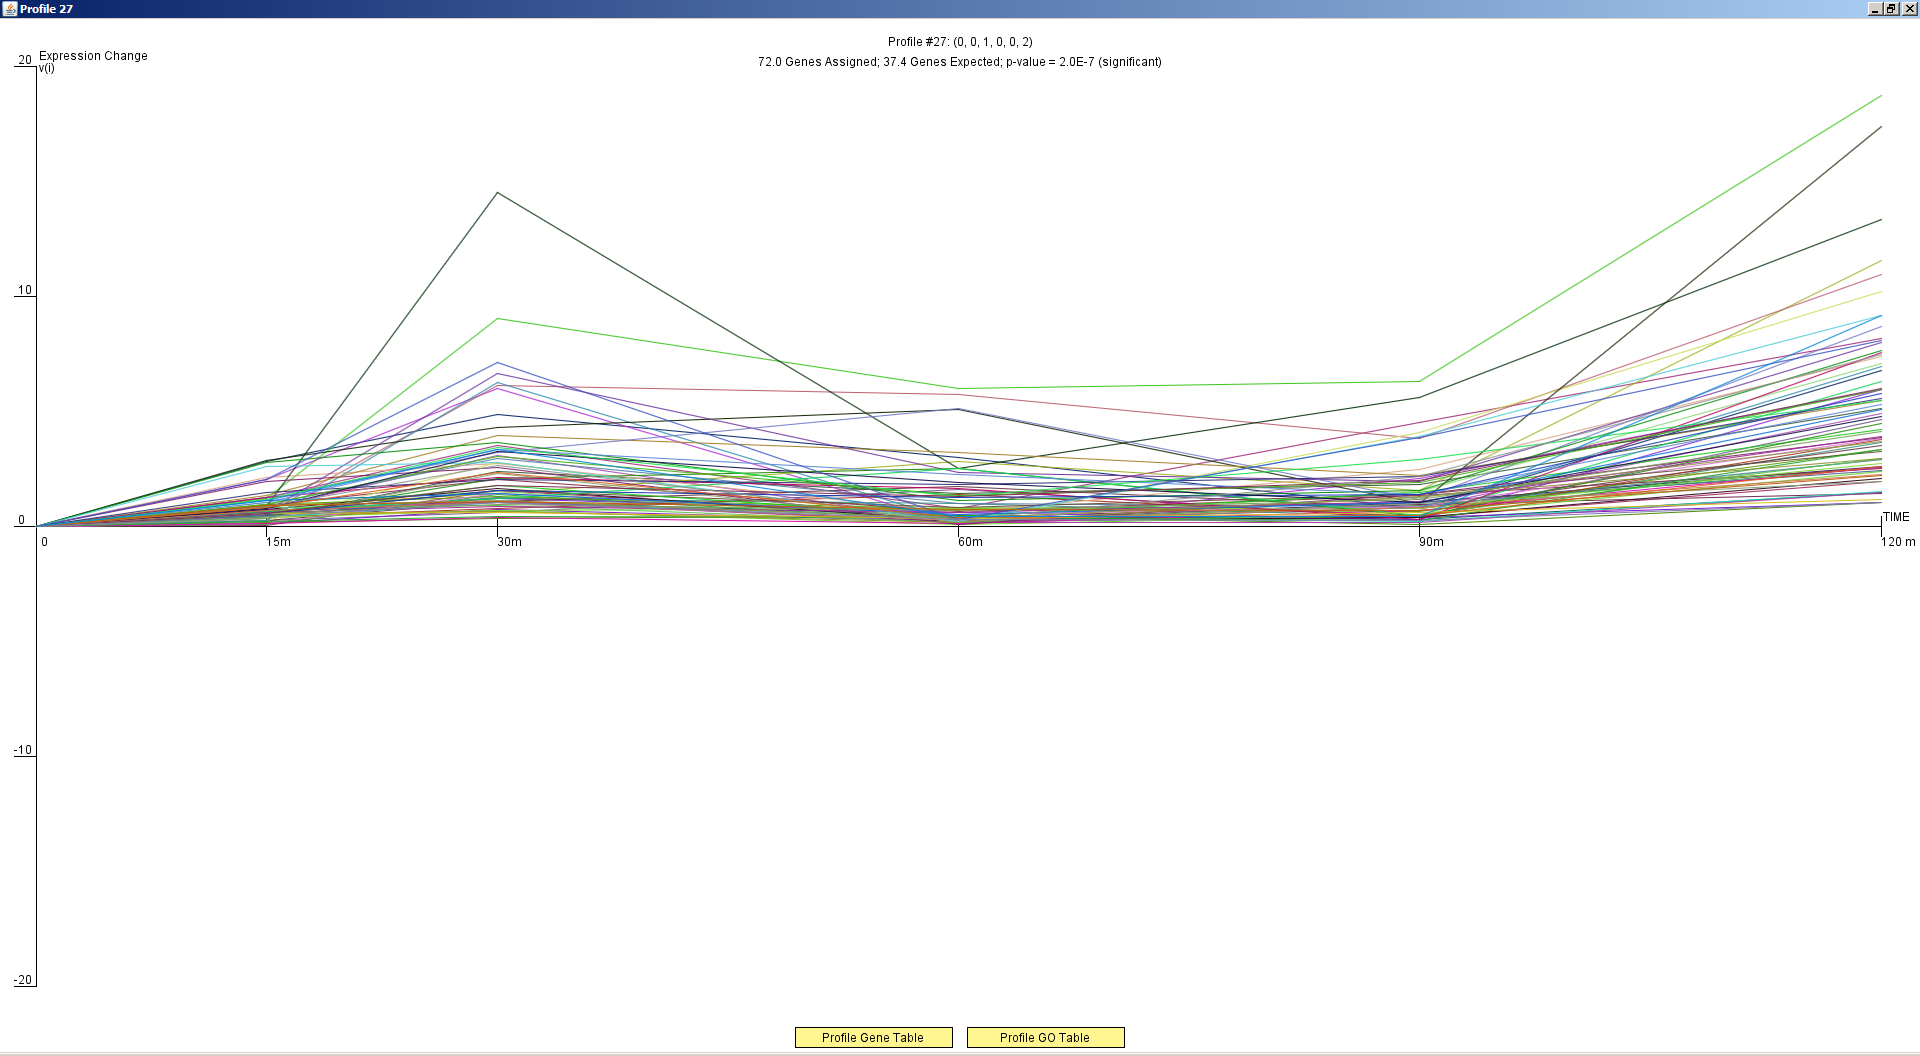 Profile 27
Profile #27: (0, 0, 1, 0, 0, 2)
72.0 Genes Assigned; 37.4 Genes Expected; p-value = 2.0E-7 (significant)
Expression Change
v(i)
20
10
0
-10
-20
TIME
0
15m
30m
60m
90m
120 m
Profile Gene Table
Profile GO Table